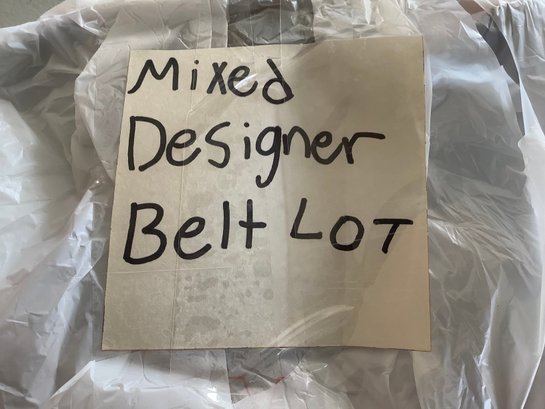 Mixed
Designer
Belt LOT